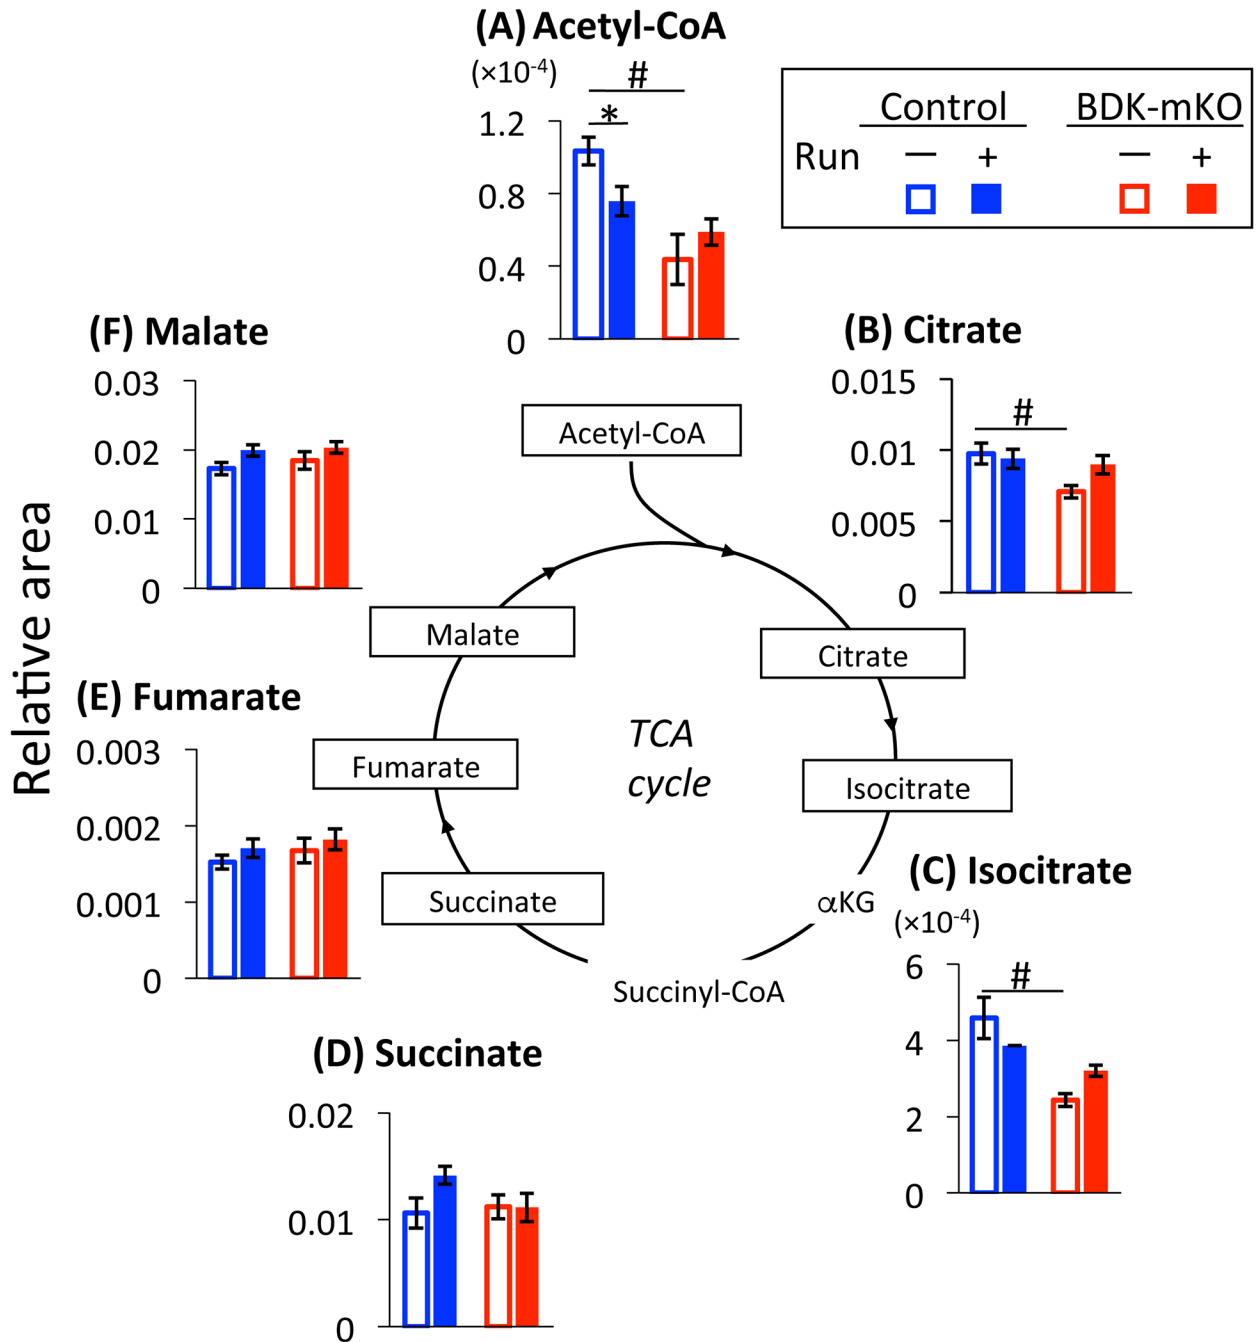 (A) Acetyl-CoA
(×10-4)
#
*
1.2
0.8
0.4
0
Control BDK-mKO
Run — + — +
(F) Malate
0.03
0.02
0.01
0
(B) Citrate
0.015
#
0.01
0.005
0
Relative area
Acetyl-CoA
Malate
Citrate
(E) Fumarate
0.003
0.002
0.001
0
TCA
cycle
Fumarate
Isocitrate
Succinate
αKG
Succinyl-CoA
(C) Isocitrate
(×10-4)
#
6
4
2
0
(D) Succinate
0.02
0.01
0